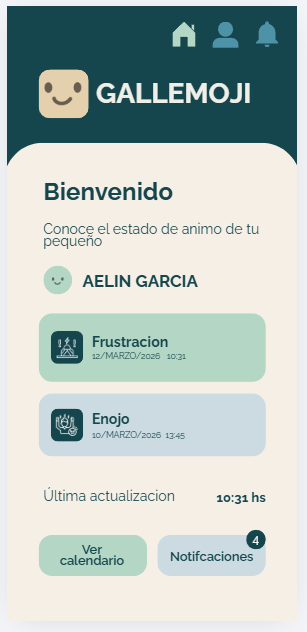 GALLEMOJI
Bienvenido
Conoce el estado de animo de tu
pequeño
AELIN GARCIA
Frustracion
12/MARZO/2026 10:31
Enojo
10/MARZO/2026 13:45
Última actualizacion 10:31 hs
Ver
calendario
4
Notifcaciones